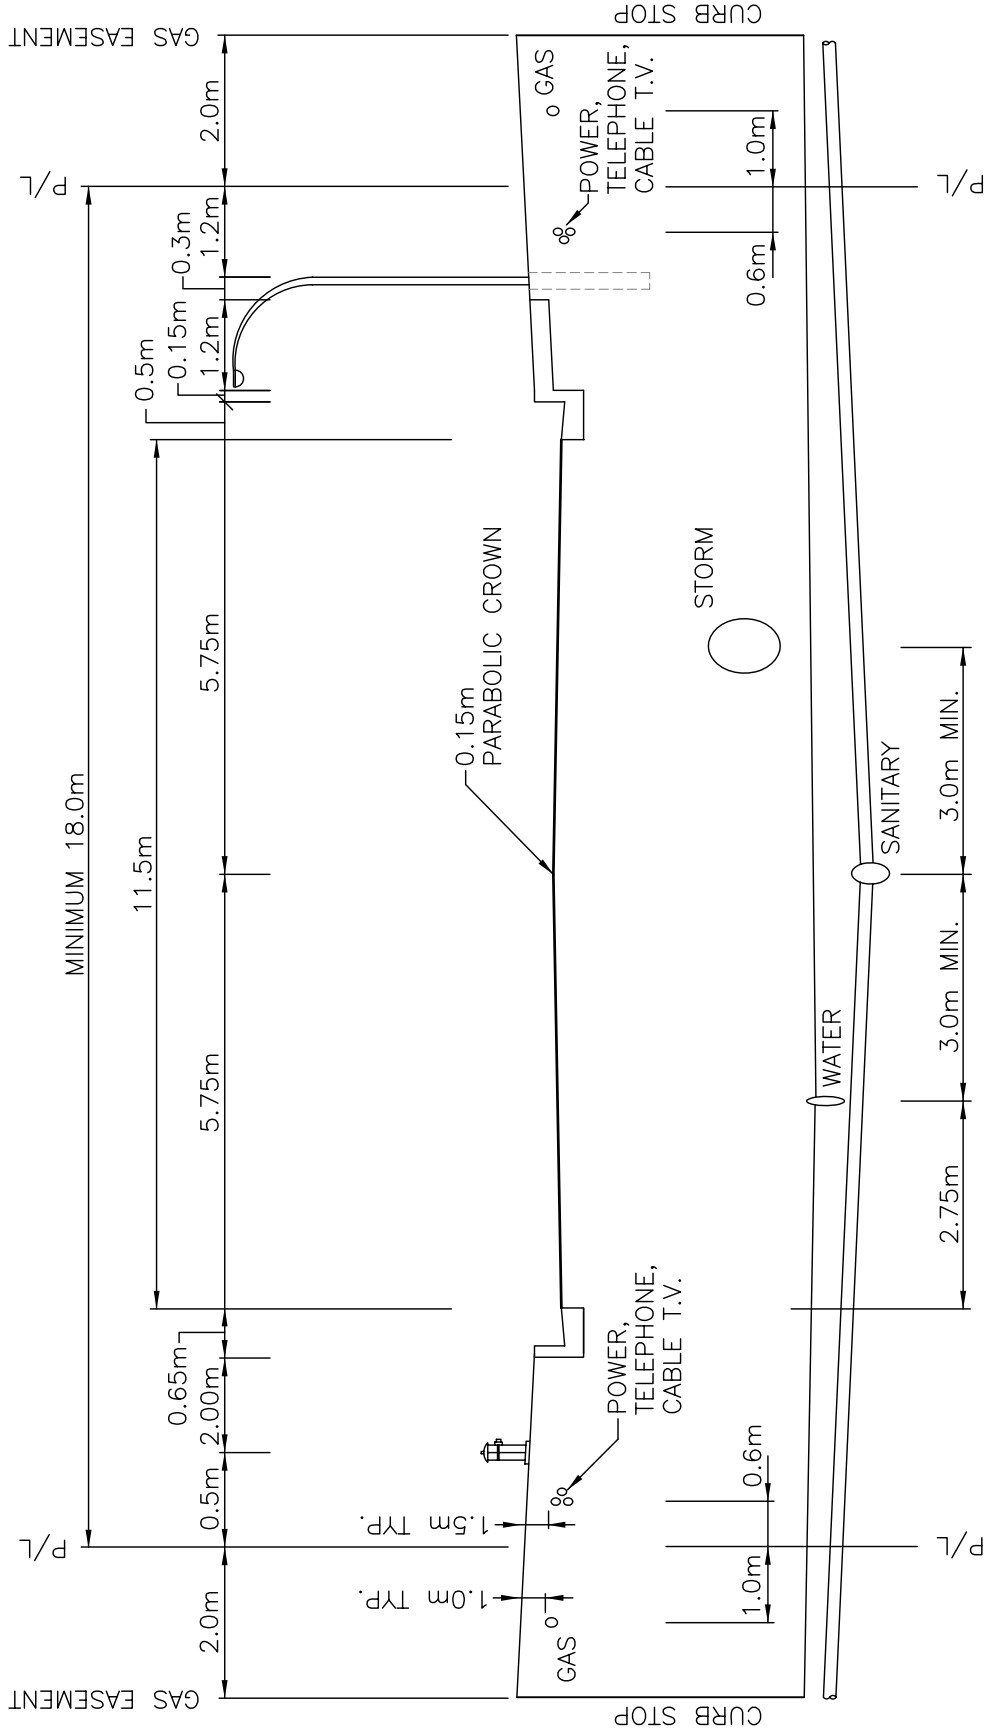 GAS EASEMENT
P/L
P/L
GAS EASEMENT
MINIMUM 18.0m
11.5m
0.5m
0.65m
0.15m
0.3m
2.0m
0.5m
2.00m
5.75m
5.75m
1.2m
1.2m
2.0m
1.0m TYP.
1.5m TYP.
0.15m
PARABOLIC CROWN
GAS
GAS
POWER,
TELEPHONE,
CABLE T.V.
POWER,
TELEPHONE,
CABLE T.V.
CURB STOP
CURB STOP
STORM
1.0m
0.6m
0.6m
1.0m
WATER
SANITARY
2.75m
3.0m MIN.
3.0m MIN.
P/L
P/L